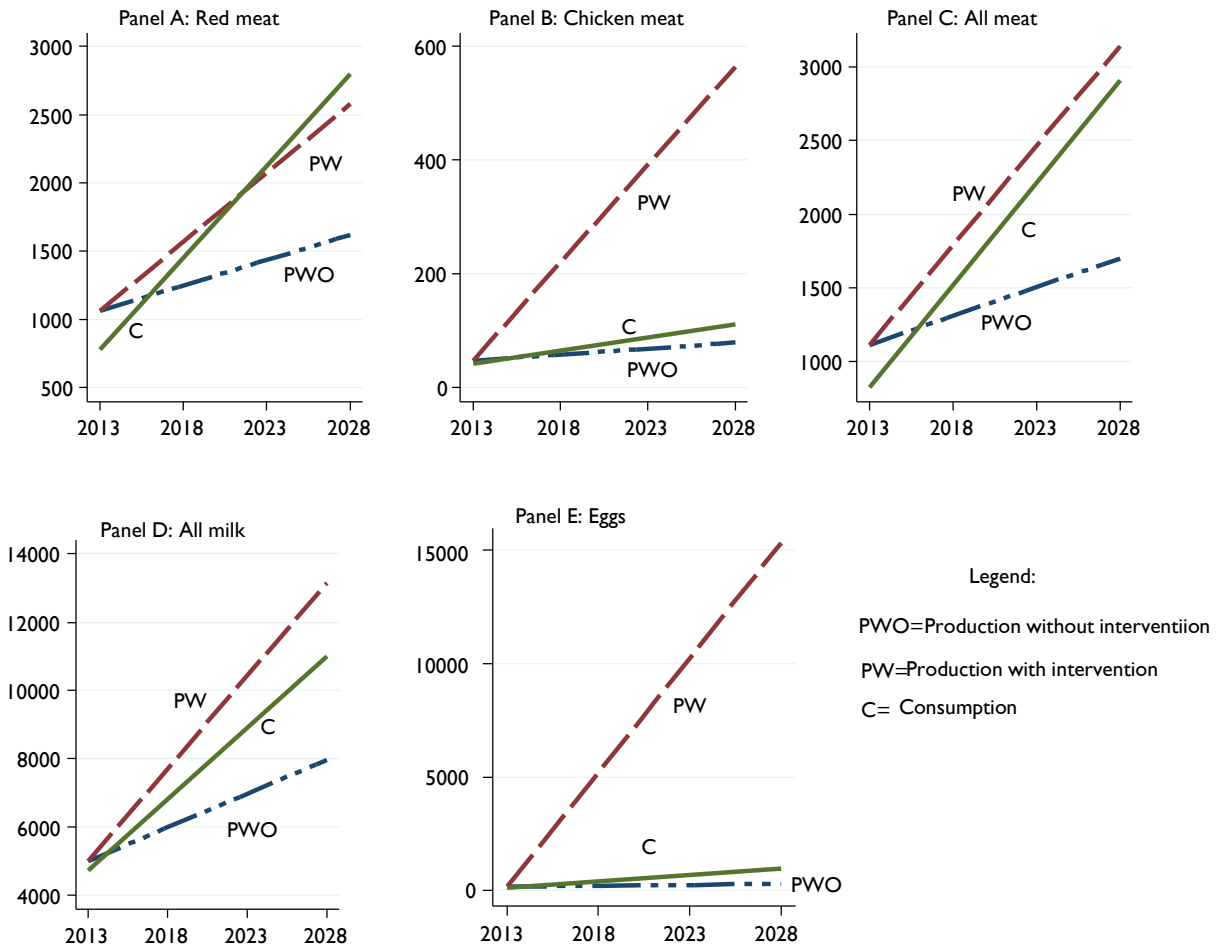 Panel A: Red meat
3000
2500
2000
1500
1000
500
PW
PWO
C
2013 2018 2023 2028
Panel B: Chicken meat
600
400
200
0
PW
C
PWO
2013 2018 2023 2028
Panel C: All meat
3000
2500
2000
1500
1000
PW
C
PWO
2013 2018 2023 2028
Panel D: All milk
14000
12000
10000
8000
6000
4000
PW
C
PWO
2013 2018 2023 2028
Panel E: Eggs
15000
10000
5000
0
PW
C
PWO
2013 2018 2023 2028
Legend:
PWO=Production without interventiion
PW=Production with intervention
C= Consumption